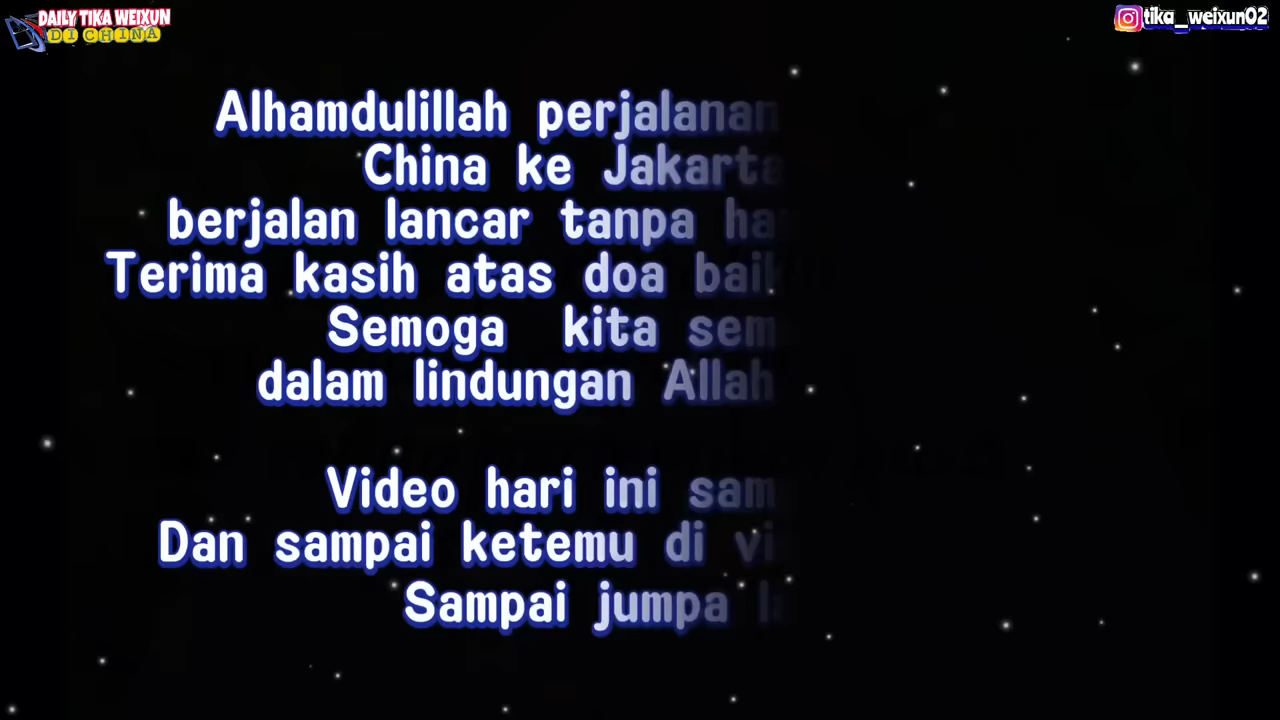 DAILY TIKA WEIXUN
DI CHINA
tika_weixun02
Alhamdulillah perjalanan
China ke Jakarta
berjalan lancar tanpa
Terima kasih atas doa
Semoga kita
dalam lindungan Allah
Video hari ini
Dan sampai ketemu di
Sampai jumpa